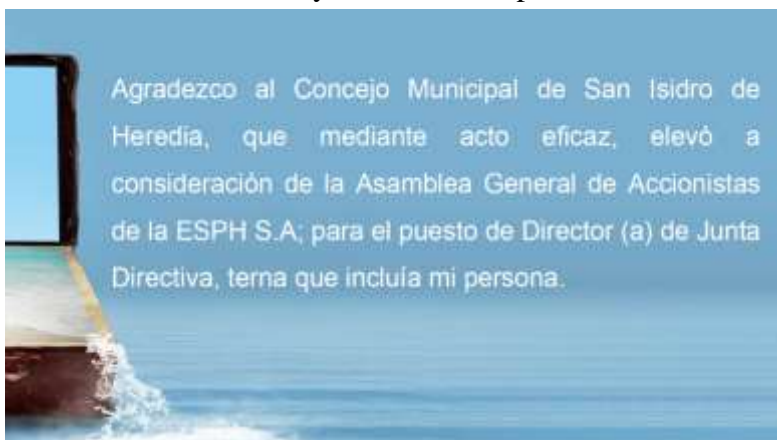 Agradezco al Concejo Municipal de San Isidro de
Heredia, que mediante acto eficaz, elevó a
consideración de la Asamblea General de Accionistas
de la ESPH S.A; para el puesto de Director (a) de Junta
Directiva, terna que incluía mi persona.